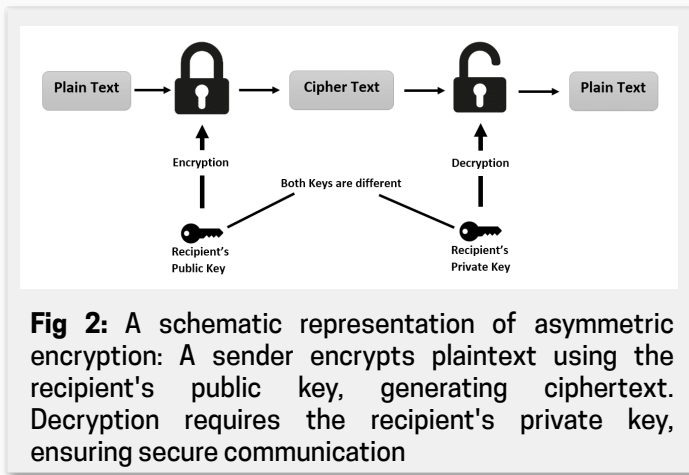 Plain Text
Cipher Text
Plain Text
Encryption
Decryption
Both Keys are different
Recipient's
Public Key
Recipient's
Private Key
Fig 2: A schematic representation of asymmetric
encryption: A sender encrypts plaintext using the
recipient's public key, generating ciphertext.
Decryption requires the recipient's private key,
ensuring secure communication